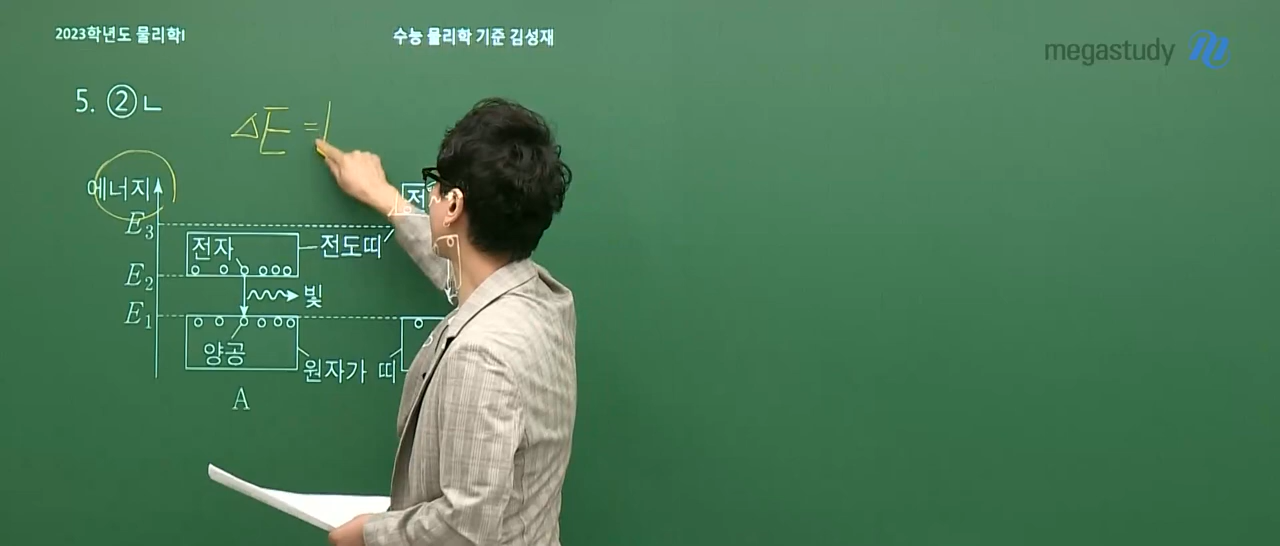 2023학년도 물리학I
수능 물리학 기준 김성재
megastudy
5. ② ㄴ
ΔE =
에너지
E₃
전자
전도띠
E₂
빛
E₁
양공
원자가 띠
A